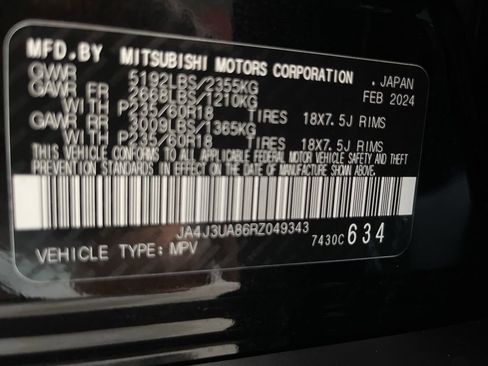 MFD.BY MITSUBISHI MOTORS CORPORATION
GVWR 5192LBS/2355KG . JAPAN
GAWR FR 2668LBS/1210KG FEB 2024
WITH P225/60R18 TIRES 18X7.5J RIMS
GAWR RR 3009LBS/1365KG
WITH P225/60R18 TIRES 18X7.5J RIMS
THIS VEHICLE CONFORMS TO ALL APPLICABLE FEDERAL MOTOR VEHICLE SAFETY AND THEFT
PREVENTION STANDARDS IN EFFECT ON THE DATE OF MANUFACTURE SHOWN ABOVE.
JA4J3UA86RZ049343
VEHICLE TYPE: MPV 7430C 634